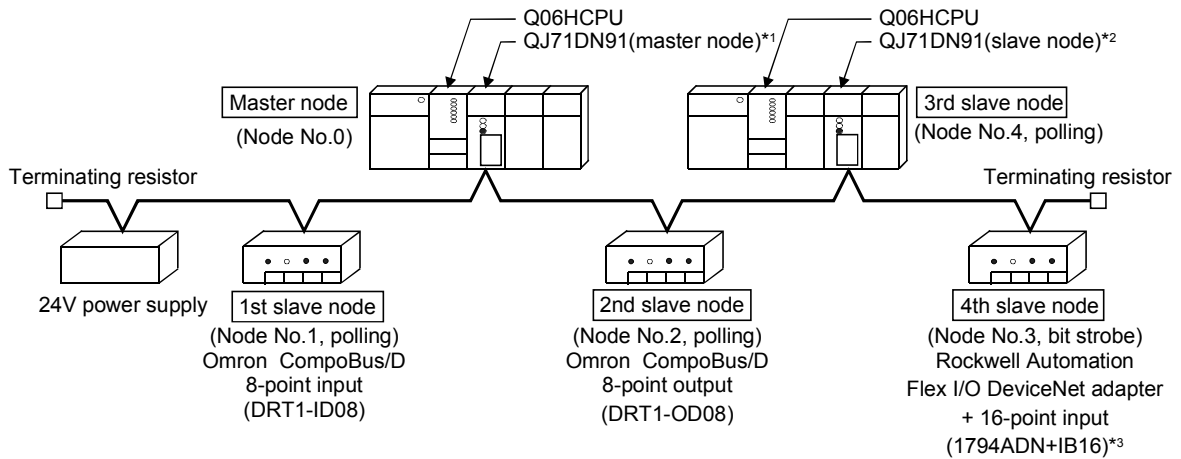 Q06HCPU
QJ71DN91(master node)*1
Q06HCPU
QJ71DN91(slave node)*2
Master node
(Node No.0)
3rd slave node
(Node No.4, polling)
Terminating resistor
Terminating resistor
24V power supply
1st slave node
(Node No.1, polling)
Omron CompoBus/D
8-point input
(DRT1-ID08)
2nd slave node
(Node No.2, polling)
Omron CompoBus/D
8-point output
(DRT1-OD08)
4th slave node
(Node No.3, bit strobe)
Rockwell Automation
Flex I/O DeviceNet adapter
+ 16-point input
(1794ADN+IB16)*3